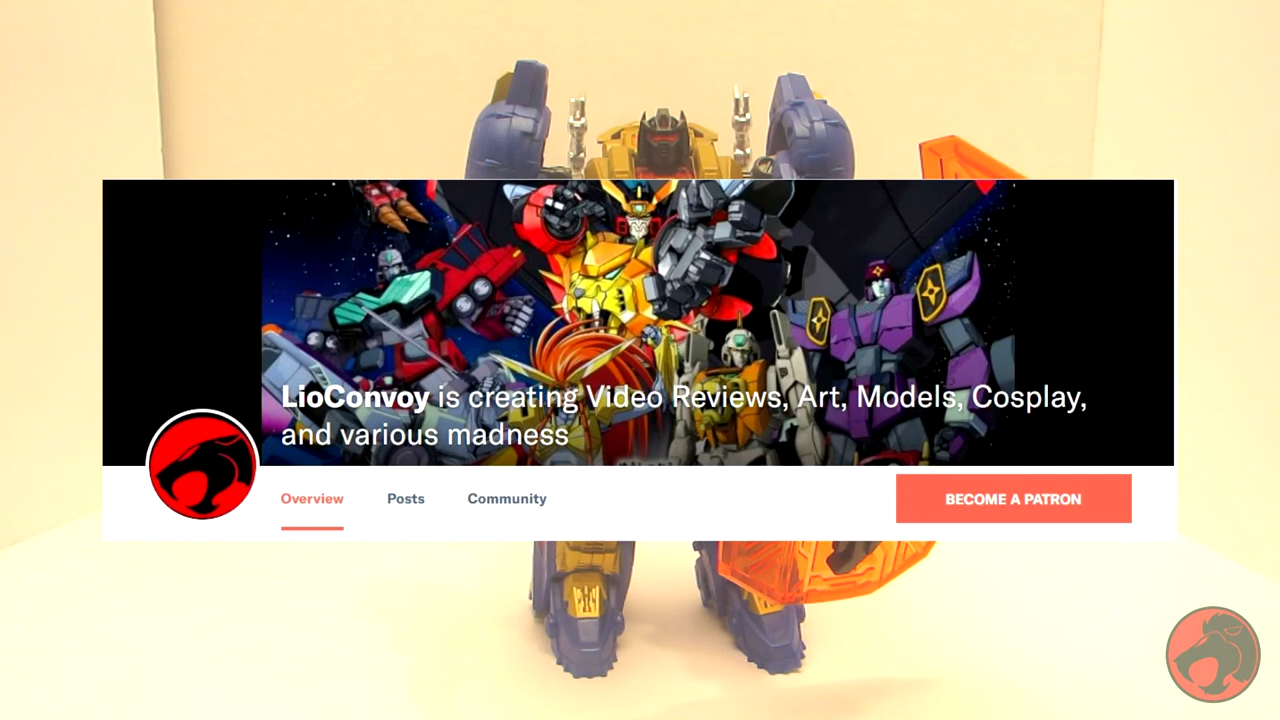 LioConvoy is creating Video Reviews, Art, Models, Cosplay,
and various madness
Overview
Posts
Community
BECOME A PATRON